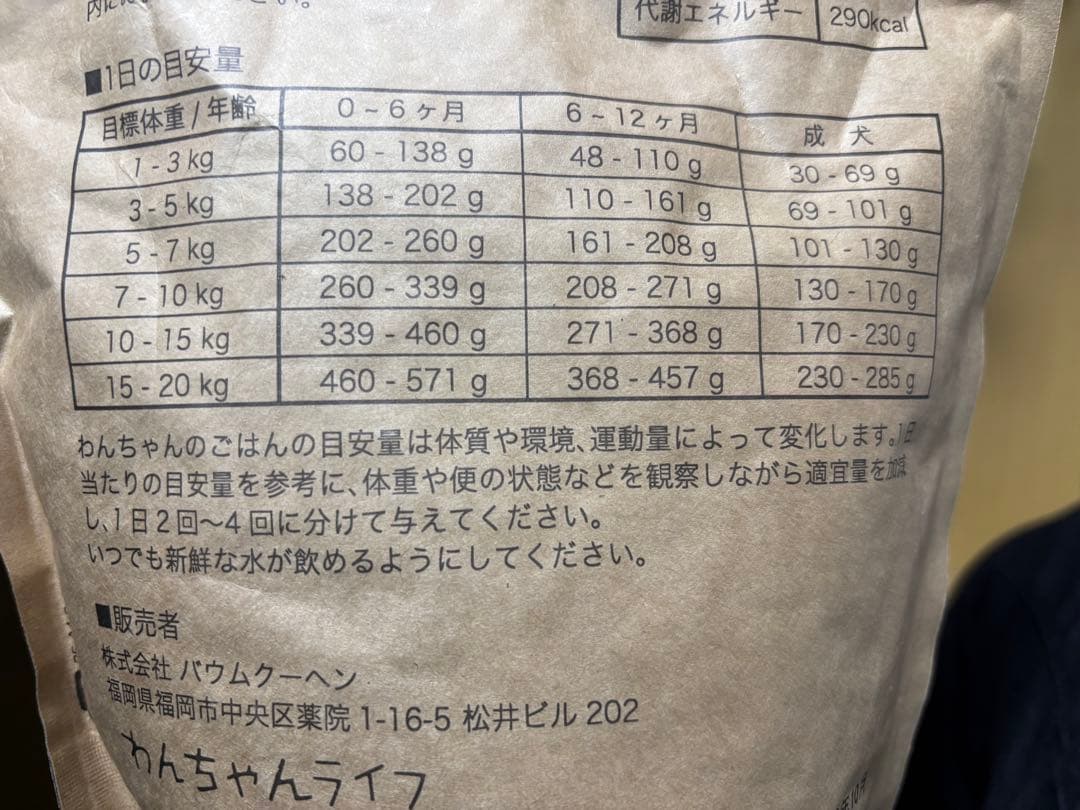 代謝エネルギー 290kcal
■1日の目安量
目標体重 / 年齢 0 ~ 6 ヶ月 6 ~ 12 ヶ月 成 犬
1 - 3 kg 60 - 138 g 48 - 110 g 30 - 69 g
3 - 5 kg 138 - 202 g 110 - 161 g 69 - 101 g
5 - 7 kg 202 - 260 g 161 - 208 g 101 - 130 g
7 - 10 kg 260 - 339 g 208 - 271 g 130 - 170 g
10 - 15 kg 339 - 460 g 271 - 368 g 170 - 230 g
15 - 20 kg 460 - 571 g 368 - 457 g 230 - 285 g
わんちゃんのごはんの目安量は体質や環境、運動量によって変化します。1日
当たりの目安量を参考に、体重や便の状態などを観察しながら適宜量を加減
し、1日2回〜4回に分けて与えてください。
いつでも新鮮な水が飲めるようにしてください。
■販売者
株式会社 バウムクーヘン
福岡県福岡市中央区薬院 1-16-5 松井ビル 202
わんちゃんライフ